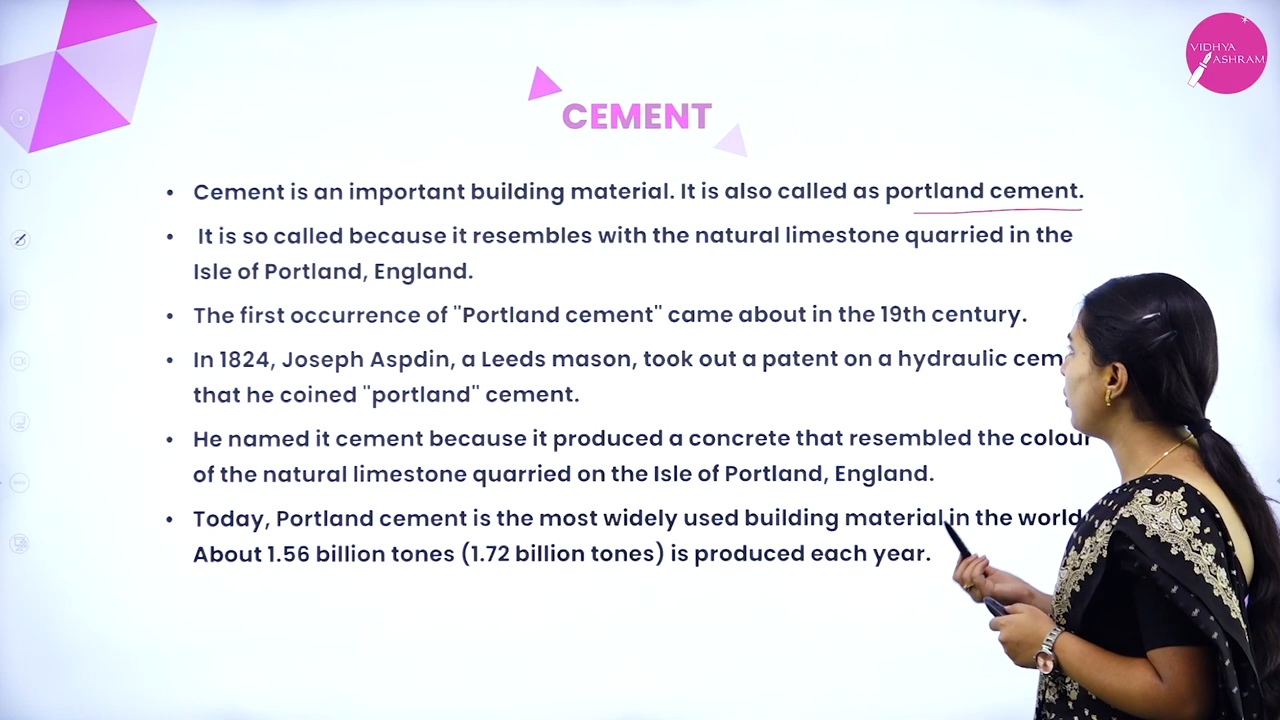 VIDHYA
ASHRAM
CEMENT
• Cement is an important building material. It is also called as portland cement.
• It is so called because it resembles with the natural limestone quarried in the
Isle of Portland, England.
• The first occurrence of "Portland cement" came about in the 19th century.
• In 1824, Joseph Aspdin, a Leeds mason, took out a patent on a hydraulic cem
that he coined "portland" cement.
• He named it cement because it produced a concrete that resembled the colour
of the natural limestone quarried on the Isle of Portland, England.
• Today, Portland cement is the most widely used building material in the world
About 1.56 billion tones (1.72 billion tones) is produced each year.